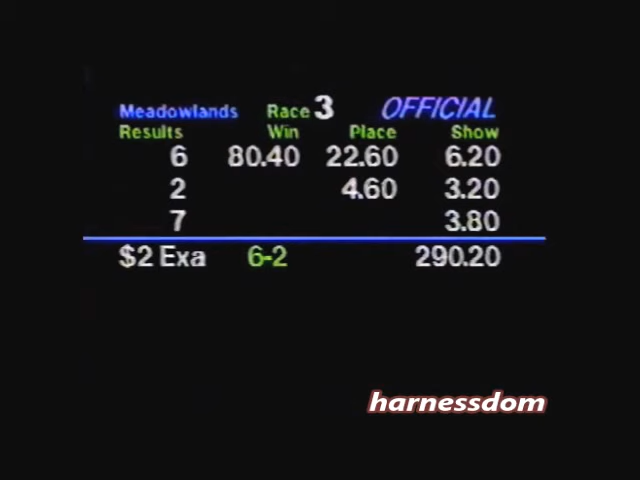 Meadowlands Race 3 OFFICIAL
Results Win Place Show
6 80.40 22.60 6.20
2 4.60 3.20
7 3.80
$2 Exa 6-2 290.20
harnessdom